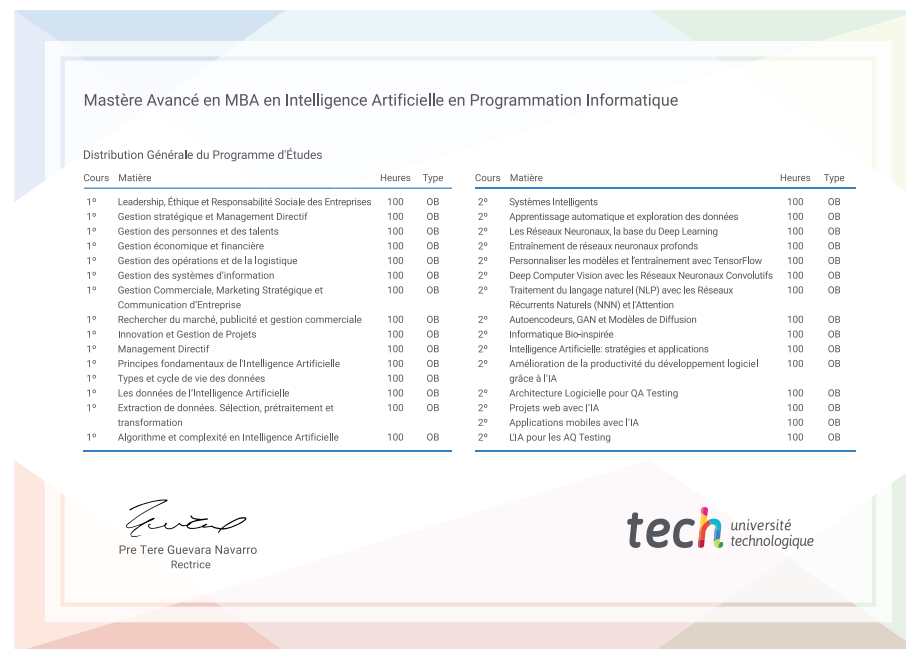 Mastère Avancé en MBA en Intelligence Artificielle en Programmation Informatique
Distribution Générale du Programme d'Études
Cours Matière Heures Type
1º Leadership, Éthique et Responsabilité Sociale des Entreprises 100 OB
1º Gestion stratégique et Management Directif 100 OB
1º Gestion des personnes et des talents 100 OB
1º Gestion économique et financière 100 OB
1º Gestion des opérations et de la logistique 100 OB
1º Gestion des systèmes d'information 100 OB
1º Gestion Commerciale, Marketing Stratégique et 100 OB
Communication d'Entreprise
1º Rechercher du marché, publicité et gestion commerciale 100 OB
1º Innovation et Gestion de Projets 100 OB
1º Management Directif 100 OB
1º Principes fondamentaux de l'Intelligence Artificielle 100 OB
1º Types et cycle de vie des données 100 OB
1º Les données de l'Intelligence Artificielle 100 OB
1º Extraction de données. Sélection, prétraitement et 100 OB
transformation
1º Algorithme et complexité en Intelligence Artificielle 100 OB
Cours Matière Heures Type
2º Systèmes Intelligents 100 OB
2º Apprentissage automatique et exploration des données 100 OB
2º Les Réseaux Neuronaux, la base du Deep Learning 100 OB
2º Entraînement de réseaux neuronaux profonds 100 OB
2º Personnaliser les modèles et l'entraînement avec TensorFlow 100 OB
2º Deep Computer Vision avec les Réseaux Neuronaux Convolutifs 100 OB
2º Traitement du langage naturel (NLP) avec les Réseaux 100 OB
Récurrents Naturels (NNN) et l'Attention
2º Autoencodeurs, GAN et Modèles de Diffusion 100 OB
2º Informatique Bio-inspirée 100 OB
2º Intelligence Artificielle: stratégies et applications 100 OB
2º Amélioration de la productivité du développement logiciel 100 OB
grâce à l'IA
2º Architecture Logicielle pour QA Testing 100 OB
2º Projets web avec l'IA 100 OB
2º Applications mobiles avec l'IA 100 OB
2º L'IA pour les AQ Testing 100 OB
Pre Tere Guevara Navarro
Rectrice
tech université
technologique